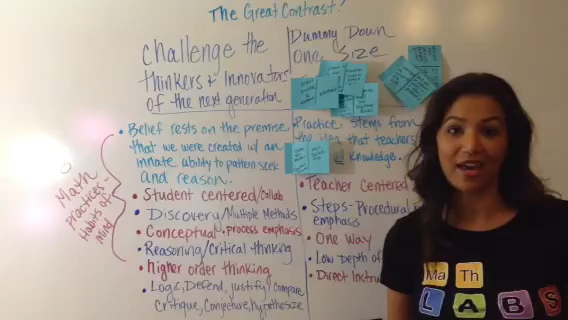 The Great Contrast!
Challenge the
thinkers + Innovators
of the next generation
Dummy Down
One Size
• Belief rests on the premise
that we were created w/ an
innate ability to pattern seek
and reason.
• Student centered/Collab
• Discovery/Multiple Methods
• Conceptual • process emphasis
• Reasoning/Critical thinking
• higher order thinking
• Logic, Defend, justify, Compare
Critique, Conjecture, hypothesize
Math
practices-
Habits of
mind
Practice stems from
the idea that teachers
all knowledge.
• Teacher Centered
• Steps-Procedural
emphasis
• One Way
• Low Depth of
• Direct Instru
Ma Th
LABS